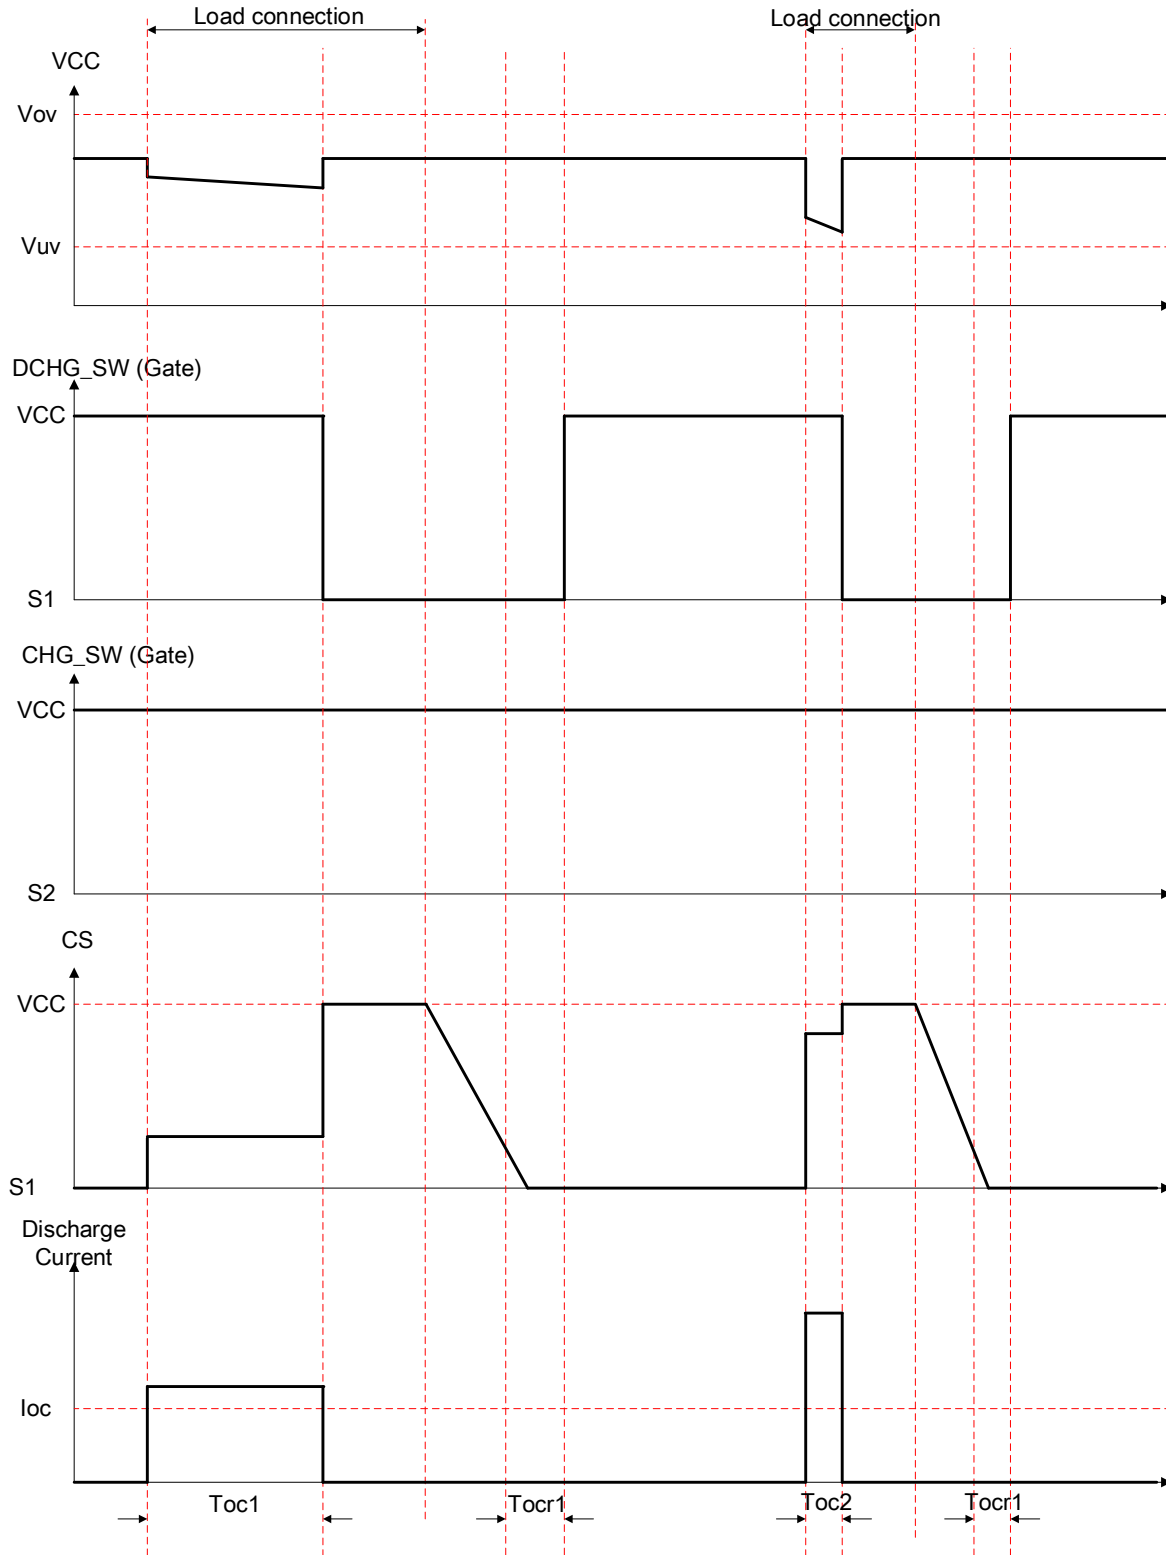 Load connection
Load connection
VCC
Vov
Vuv
DCHG_SW (Gate)
VCC
S1
CHG_SW (Gate)
VCC
S2
CS
VCC
S1
Discharge
Current
Ioc
Toc1
Tocr1
Toc2
Tocr1